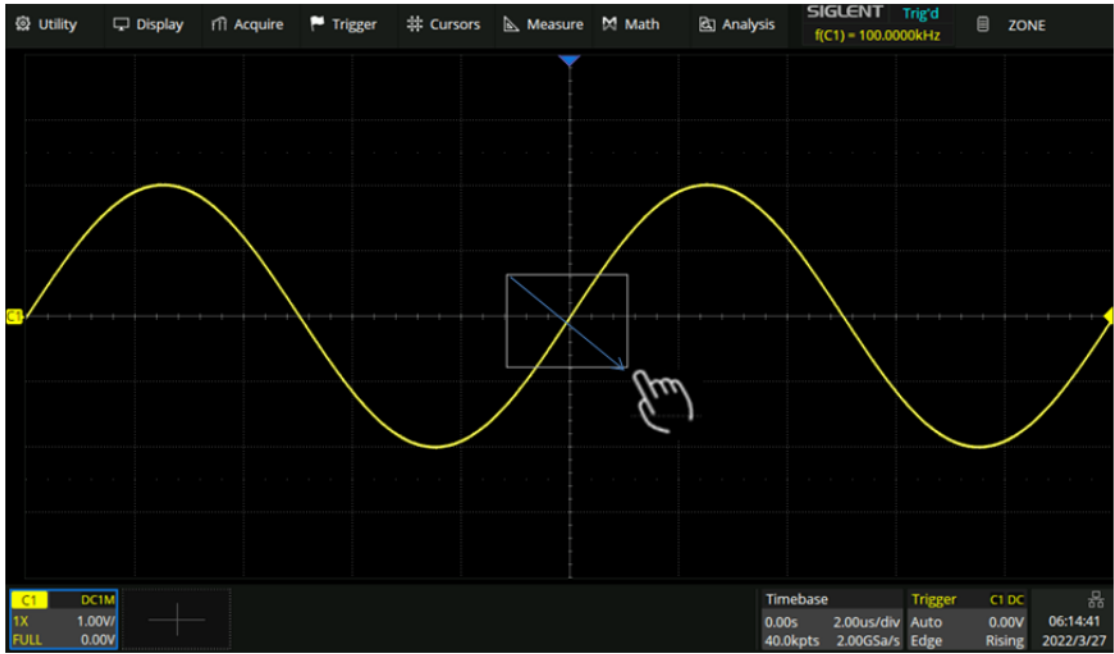 Utility Display Acquire Trigger Cursors Measure Math Analysis SIGLENT Trig'd ZONE
f(C1) = 100.0000kHz
C1
C1 DC1M
1X 1.00V/
FULL 0.00V
Timebase
0.00s 2.00us/div
40.0kpts 2.00GSa/s
Trigger C1 DC
Auto 0.00V
Edge Rising
06:14:41
2022/3/27